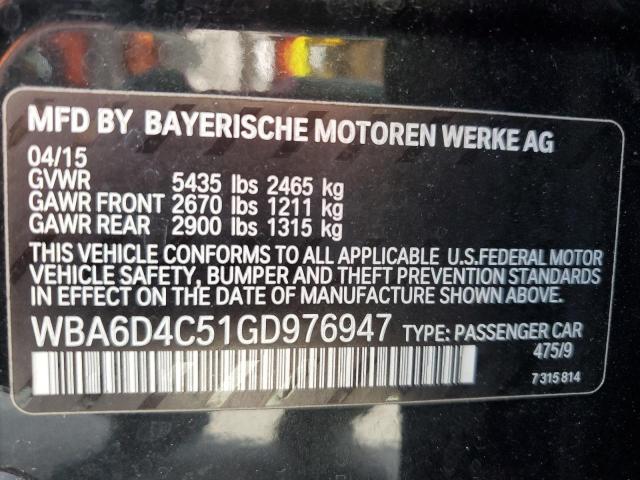 MFD BY BAYERISCHE MOTOREN WERKE AG
04/15
GVWR 5435 lbs 2465 kg
GAWR FRONT 2670 lbs 1211 kg
GAWR REAR 2900 lbs 1315 kg
THIS VEHICLE CONFORMS TO ALL APPLICABLE U.S.FEDERAL MOTOR
VEHICLE SAFETY, BUMPER AND THEFT PREVENTION STANDARDS
IN EFFECT ON THE DATE OF MANUFACTURE SHOWN ABOVE.
WBA6D4C51GD976947 TYPE: PASSENGER CAR
475/9
7 315 814